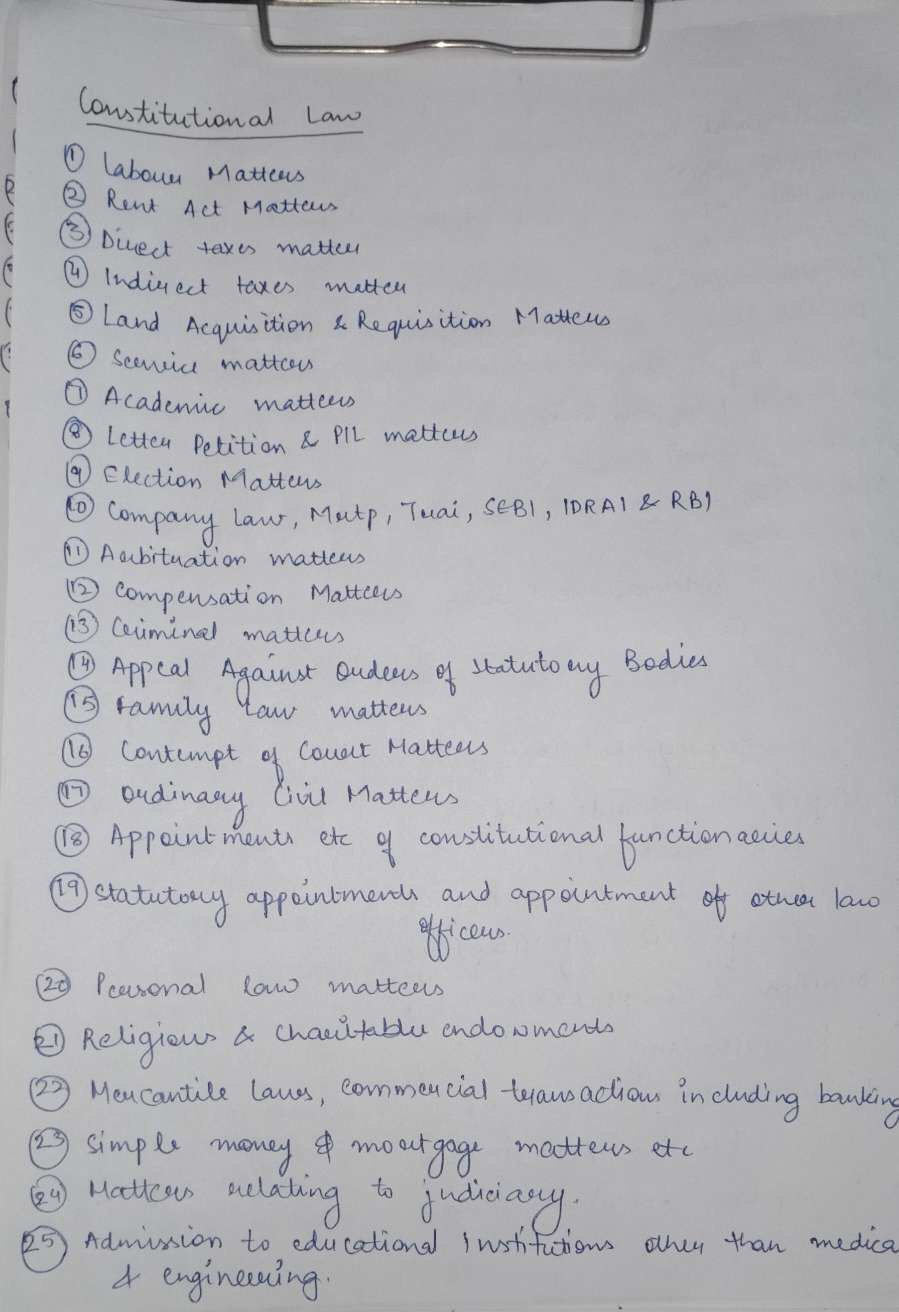 Constitutional Law
① Labour Matters
② Rent Act Matters
③ Direct taxes matter
④ Indirect taxes matter
⑤ Land Acquisition & Requisition Matters
⑥ Service matters
⑦ Academic matters
⑧ Letter Petition & PIL matters
⑨ Election Matters
⑩ Company Law, Mrtp, Trai, SEBI, IDRAI & RBI
⑪ Arbitration matters
⑫ Compensation Matters
⑬ Criminal matters
⑭ Appeal Against Orders of Statutory Bodies
⑮ Family Law matters
⑯ Contempt of Court Matters
⑰ Ordinary Civil Matters
⑱ Appointments etc of constitutional functionaries
⑲ Statutory appointments and appointment of other law
officers.
⑳ Personal law matters
㉑ Religious & Charitable endowments
㉒ Mercantile laws, Commercial transactions including banking
㉓ Simple money & mortgage matters etc
㉔ Matters relating to judiciary.
㉕ Admission to educational institutions other than medica
& engineering.